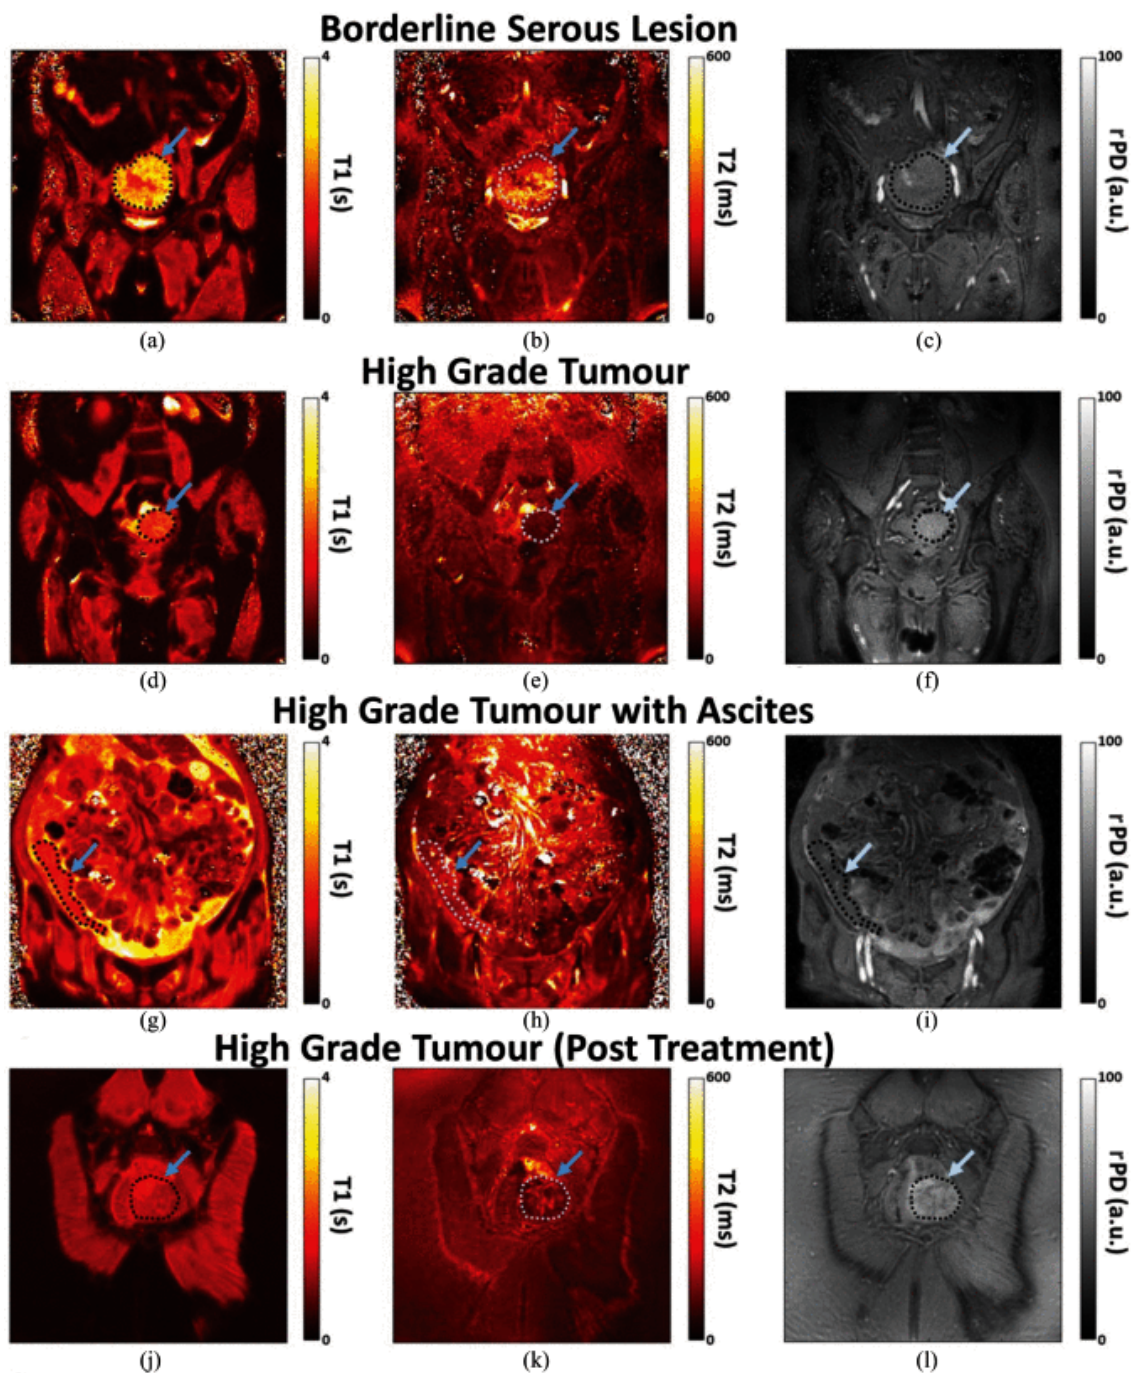 Borderline Serous Lesion
4
T1 (s)
0
600
T2 (ms)
0
100
rPD (a.u.)
0
(a)
(b)
(c)
High Grade Tumour
4
T1 (s)
0
600
T2 (ms)
0
100
rPD (a.u.)
0
(d)
(e)
(f)
High Grade Tumour with Ascites
4
T1 (s)
0
600
T2 (ms)
0
100
rPD (a.u.)
0
(g)
(h)
(i)
High Grade Tumour (Post Treatment)
4
T1 (s)
0
600
T2 (ms)
0
100
rPD (a.u.)
0
(j)
(k)
(l)